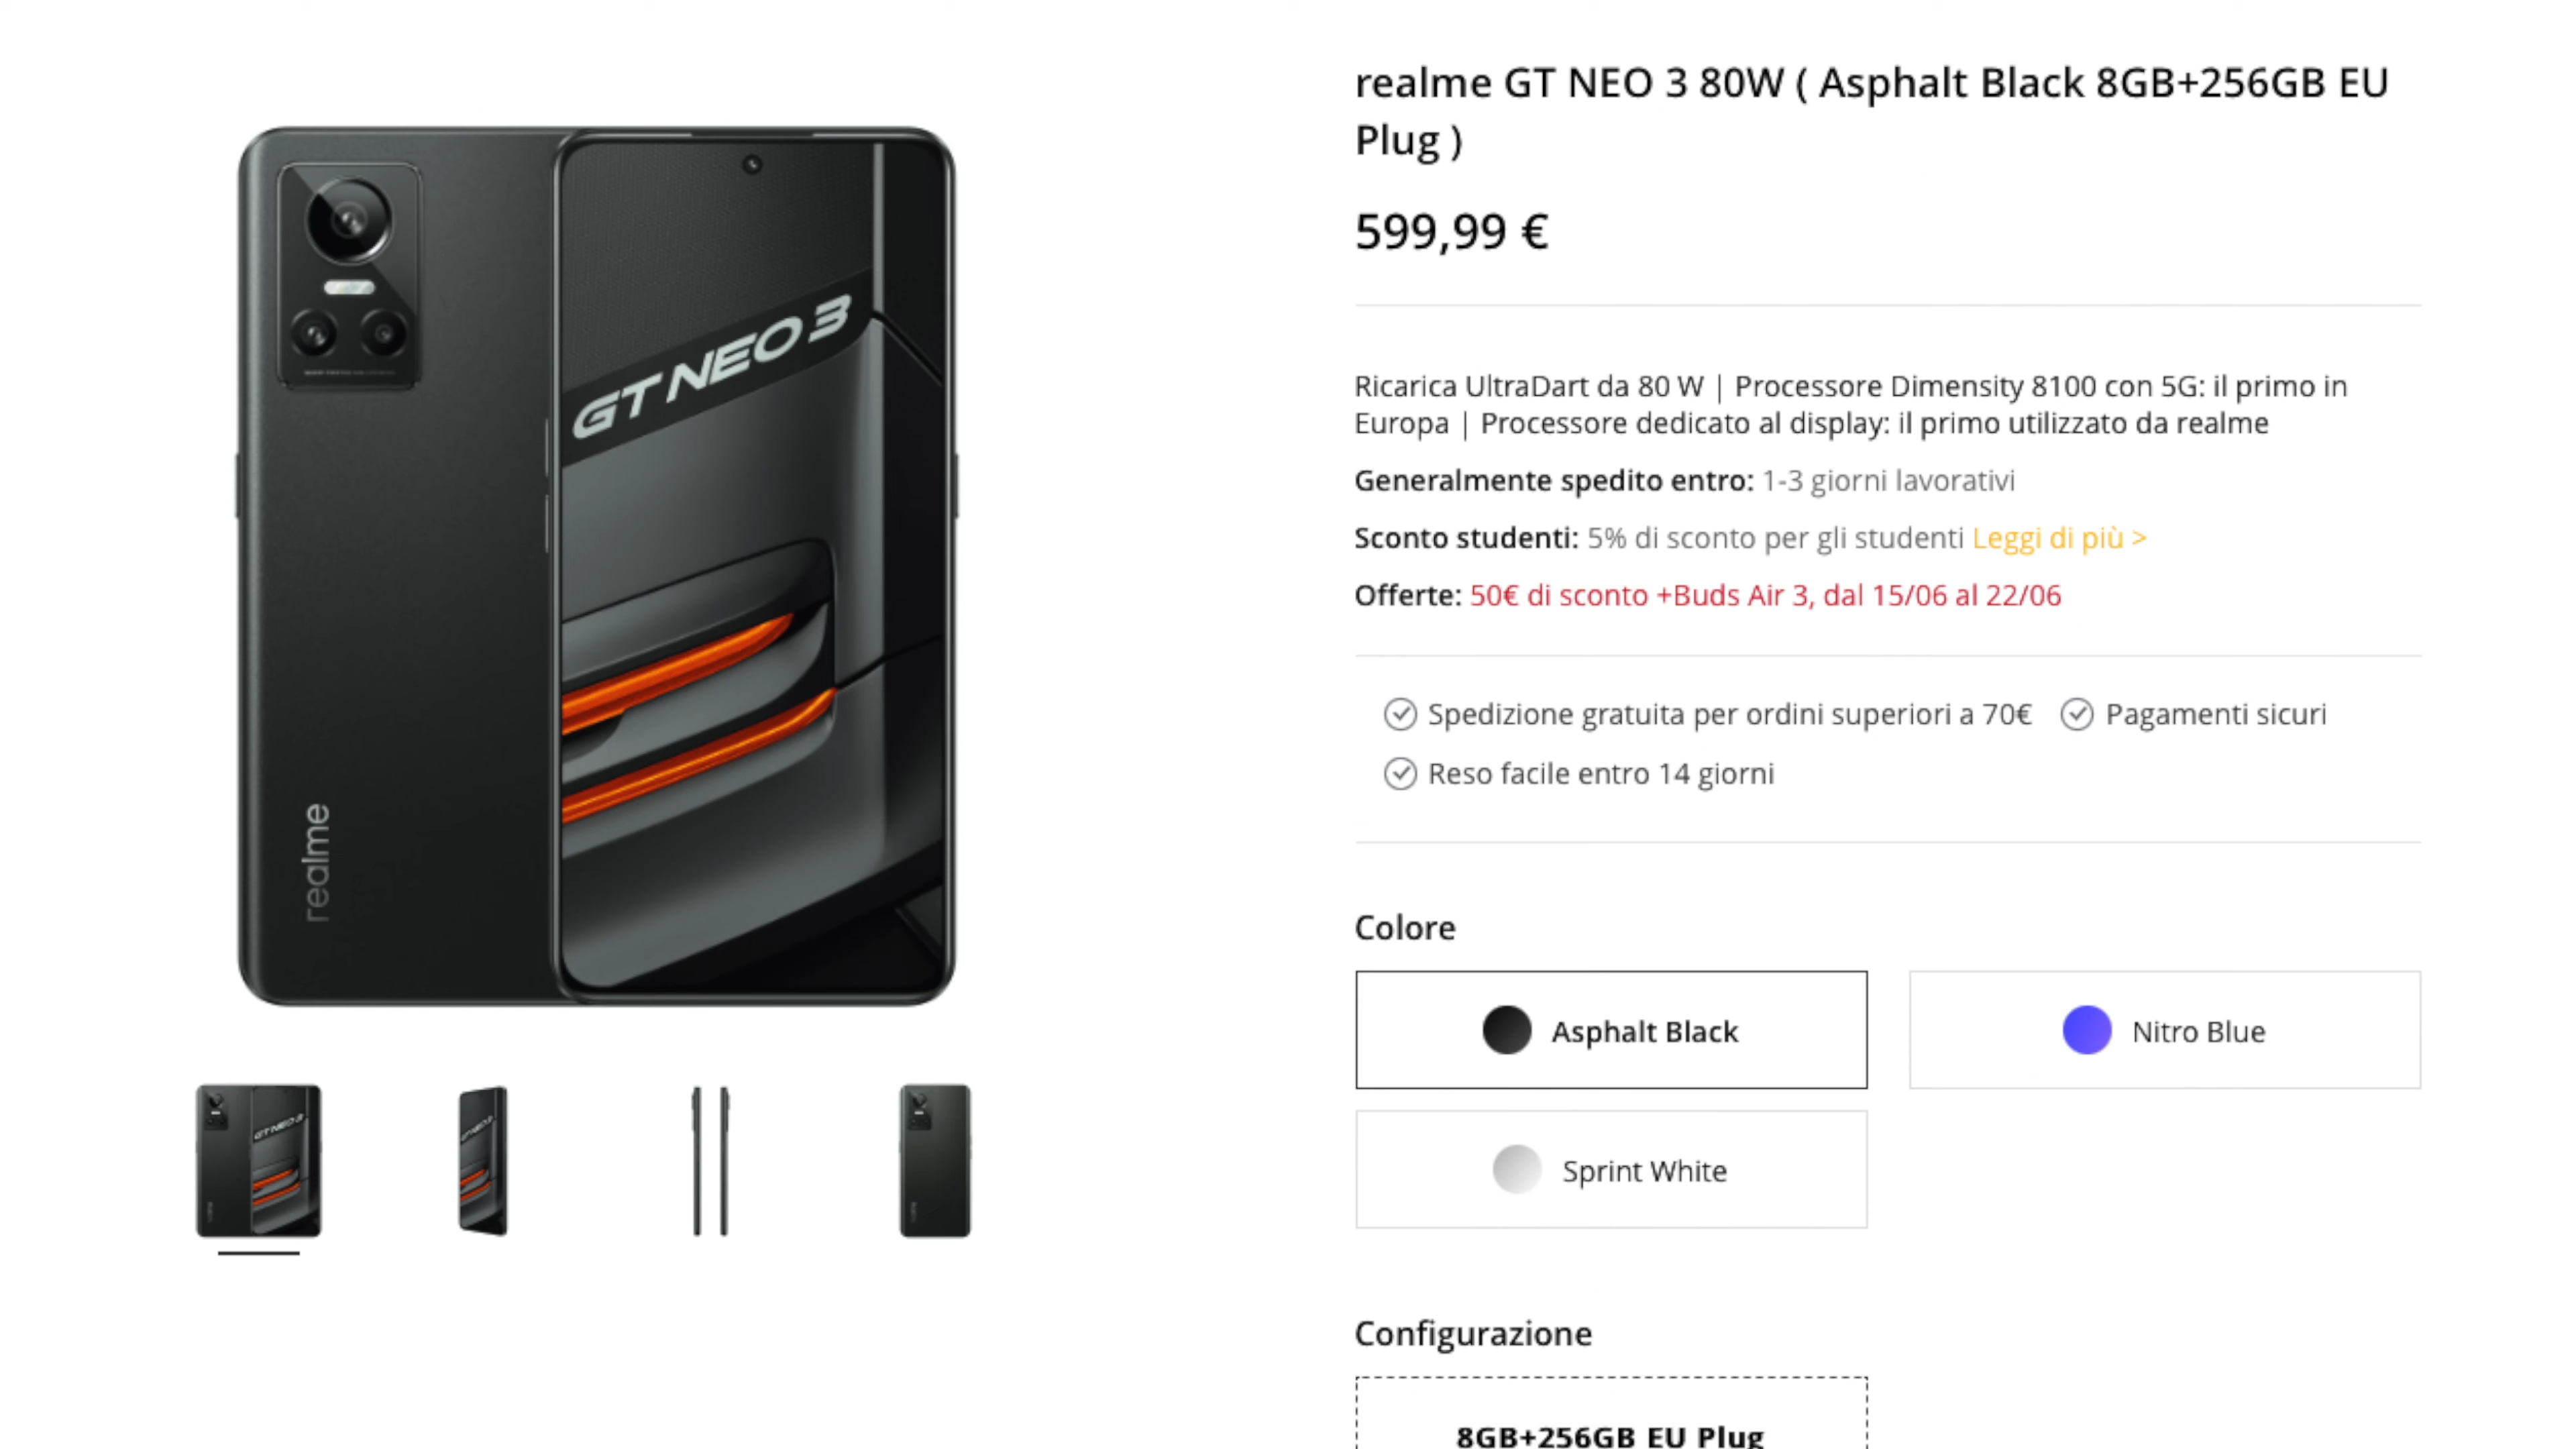 realme GT NEO 3 80W ( Asphalt Black 8GB+256GB EU
Plug )
599,99 €
GT NEO 3
realme
Ricarica UltraDart da 80 W | Processore Dimensity 8100 con 5G: il primo in
Europa | Processore dedicato al display: il primo utilizzato da realme
Generalmente spedito entro: 1-3 giorni lavorativi
Sconto studenti: 5% di sconto per gli studenti Leggi di più >
Offerte: 50€ di sconto +Buds Air 3, dal 15/06 al 22/06
Spedizione gratuita per ordini superiori a 70€ Pagamenti sicuri
Reso facile entro 14 giorni
Colore
Asphalt Black
Nitro Blue
Sprint White
GT NEO 3
Configurazione
8GB+256GB EU Plug